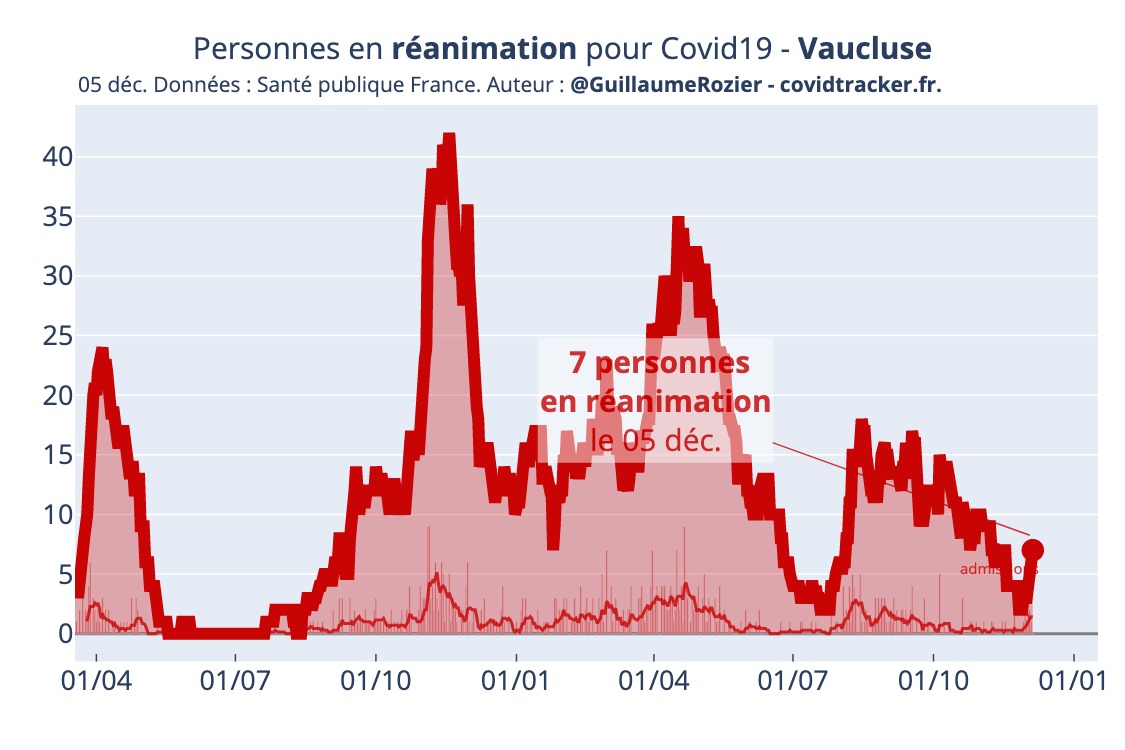 Personnes en réanimation pour Covid19 - Vaucluse
05 déc. Données : Santé publique France. Auteur : @GuillaumeRozier - covidtracker.fr.
40
35
30
25
20
15
10
5
0
7 personnes
en réanimation
le 05 déc.
admissions
01/04 01/07 01/10 01/01 01/04 01/07 01/10 01/01